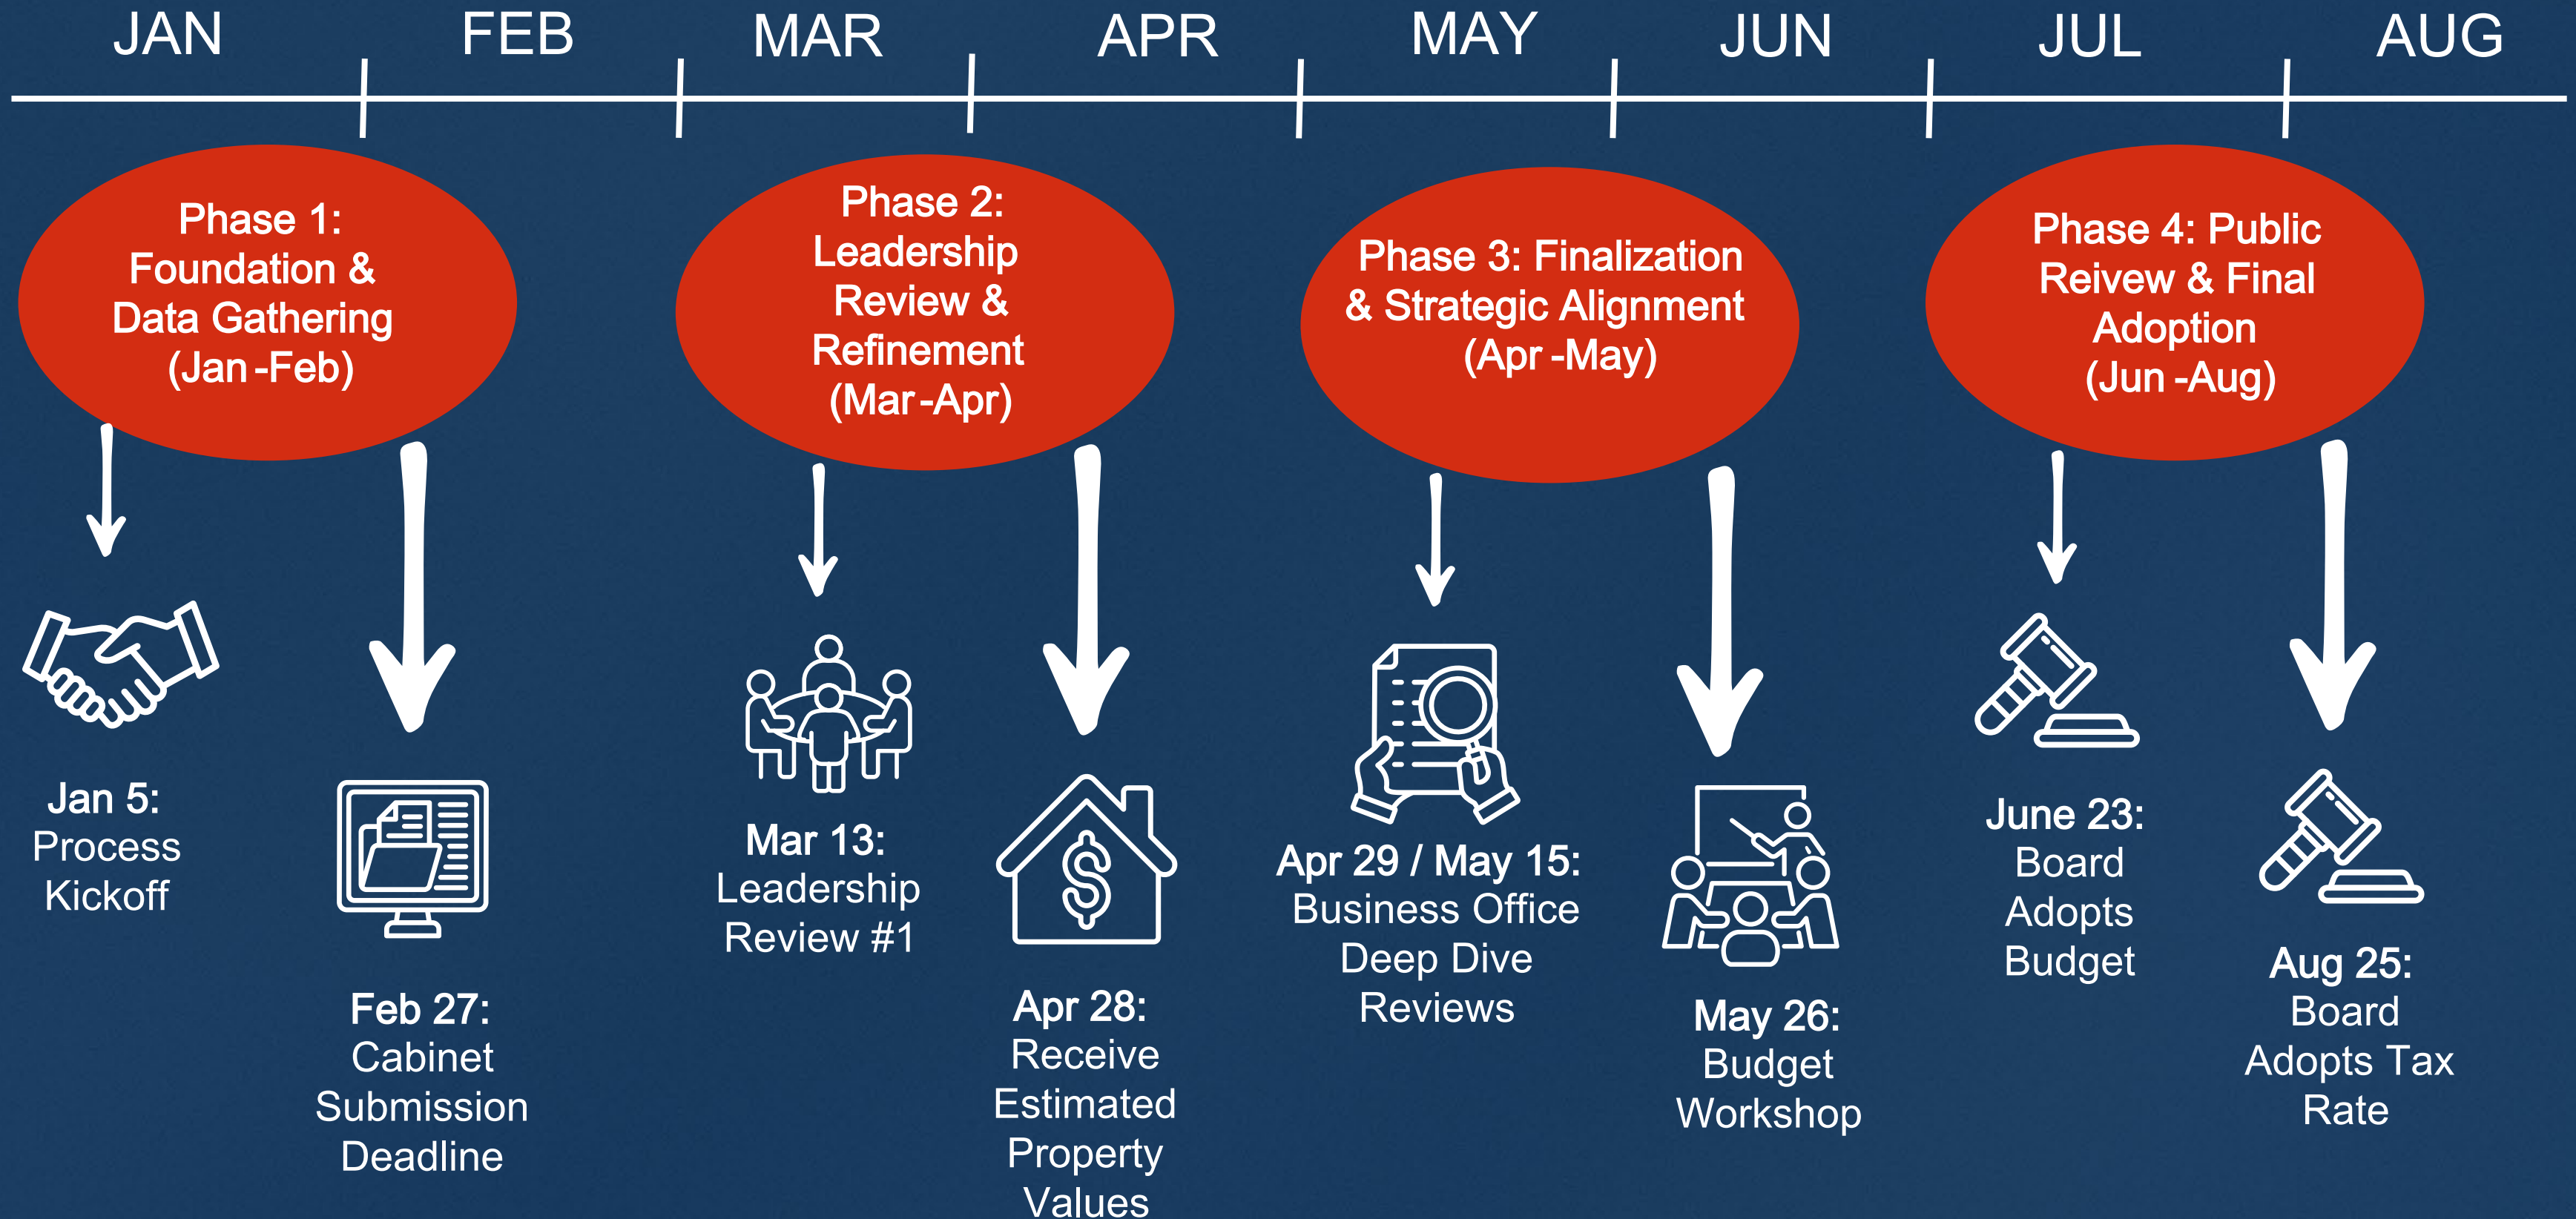 JAN FEB MAR APR MAY JUN JUL AUG
Phase 1:
Foundation &
Data Gathering
(Jan -Feb)
Phase 2:
Leadership
Review &
Refinement
(Mar -Apr)
Phase 3: Finalization
& Strategic Alignment
(Apr -May)
Phase 4: Public
Reivew & Final
Adoption
(Jun -Aug)
Jan 5:
Process
Kickoff
Feb 27:
Cabinet
Submission
Deadline
Mar 13:
Leadership
Review #1
Apr 28:
Receive
Estimated
Property
Values
Apr 29 / May 15:
Business Office
Deep Dive
Reviews
May 26:
Budget
Workshop
June 23:
Board
Adopts
Budget
Aug 25:
Board
Adopts Tax
Rate